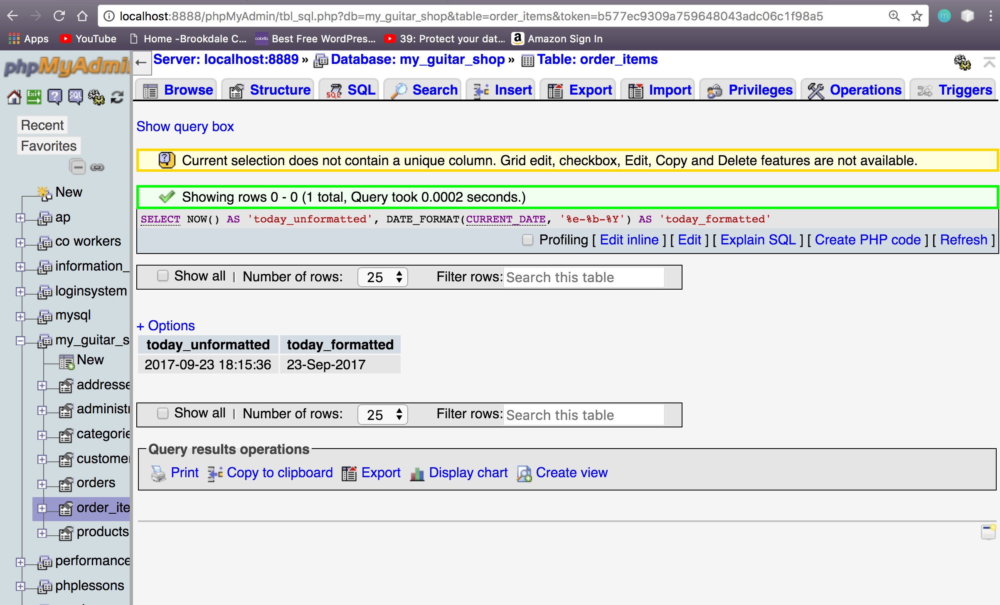 localhost:8888/phpMyAdmin/tbl_sql.php?db=my_guitar_shop&table=order_items&token=b577ec9309a759648043adc06c1f98a5
m
Apps YouTube Home -Brookdale C... colorlib Best Free WordPres... 39: Protect your dat... a Amazon Sign In
phpMyAdmi
Server: localhost:8889 » Database: my_guitar_shop » Table: order_items
Browse Structure SQL Search Insert Export Import Privileges Operations Triggers
Exit ? SQL
Recent
Favorites
New
ap
co workers
information_
loginsystem
mysql
my_guitar_s
New
addresse
administr
categorie
customer
orders
order_ite
products
performance
phplessons
Show query box
Current selection does not contain a unique column. Grid edit, checkbox, Edit, Copy and Delete features are not available.
Showing rows 0 - 0 (1 total, Query took 0.0002 seconds.)
SELECT NOW() AS 'today_unformatted', DATE_FORMAT(CURRENT_DATE, '%e-%b-%Y') AS 'today_formatted'
Profiling [ Edit inline ] [ Edit ] [ Explain SQL ] [ Create PHP code ] [ Refresh ]
Show all | Number of rows: 25 Filter rows: Search this table
+ Options
today_unformatted today_formatted
2017-09-23 18:15:36 23-Sep-2017
Show all | Number of rows: 25 Filter rows: Search this table
Query results operations
Print Copy to clipboard Export Display chart Create view